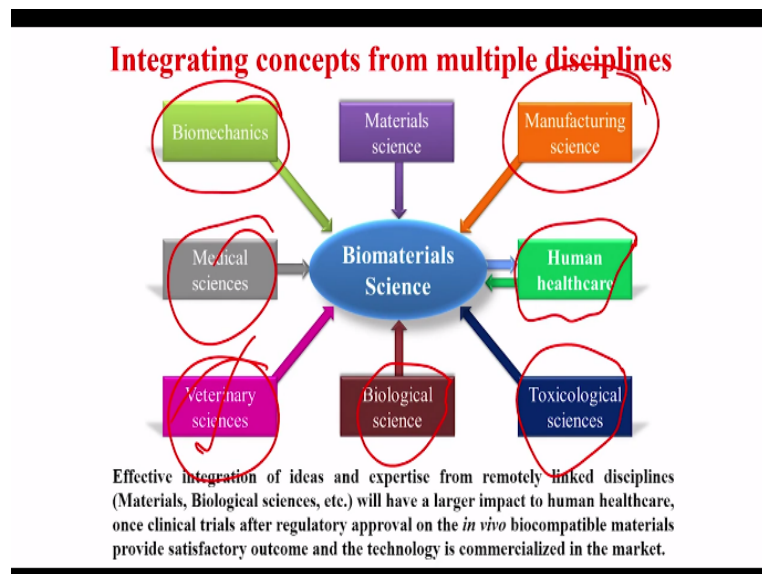 Integrating concepts from multiple disciplines
Biomechanics
Materials
science
Manufacturing
science
Medical
sciences
Biomaterials
Science
Human
healthcare
Veterinary
sciences
Biological
science
Toxicological
sciences
Effective integration of ideas and expertise from remotely linked disciplines
(Materials, Biological sciences, etc.) will have a larger impact to human healthcare,
once clinical trials after regulatory approval on the in vivo biocompatible materials
provide satisfactory outcome and the technology is commercialized in the market.